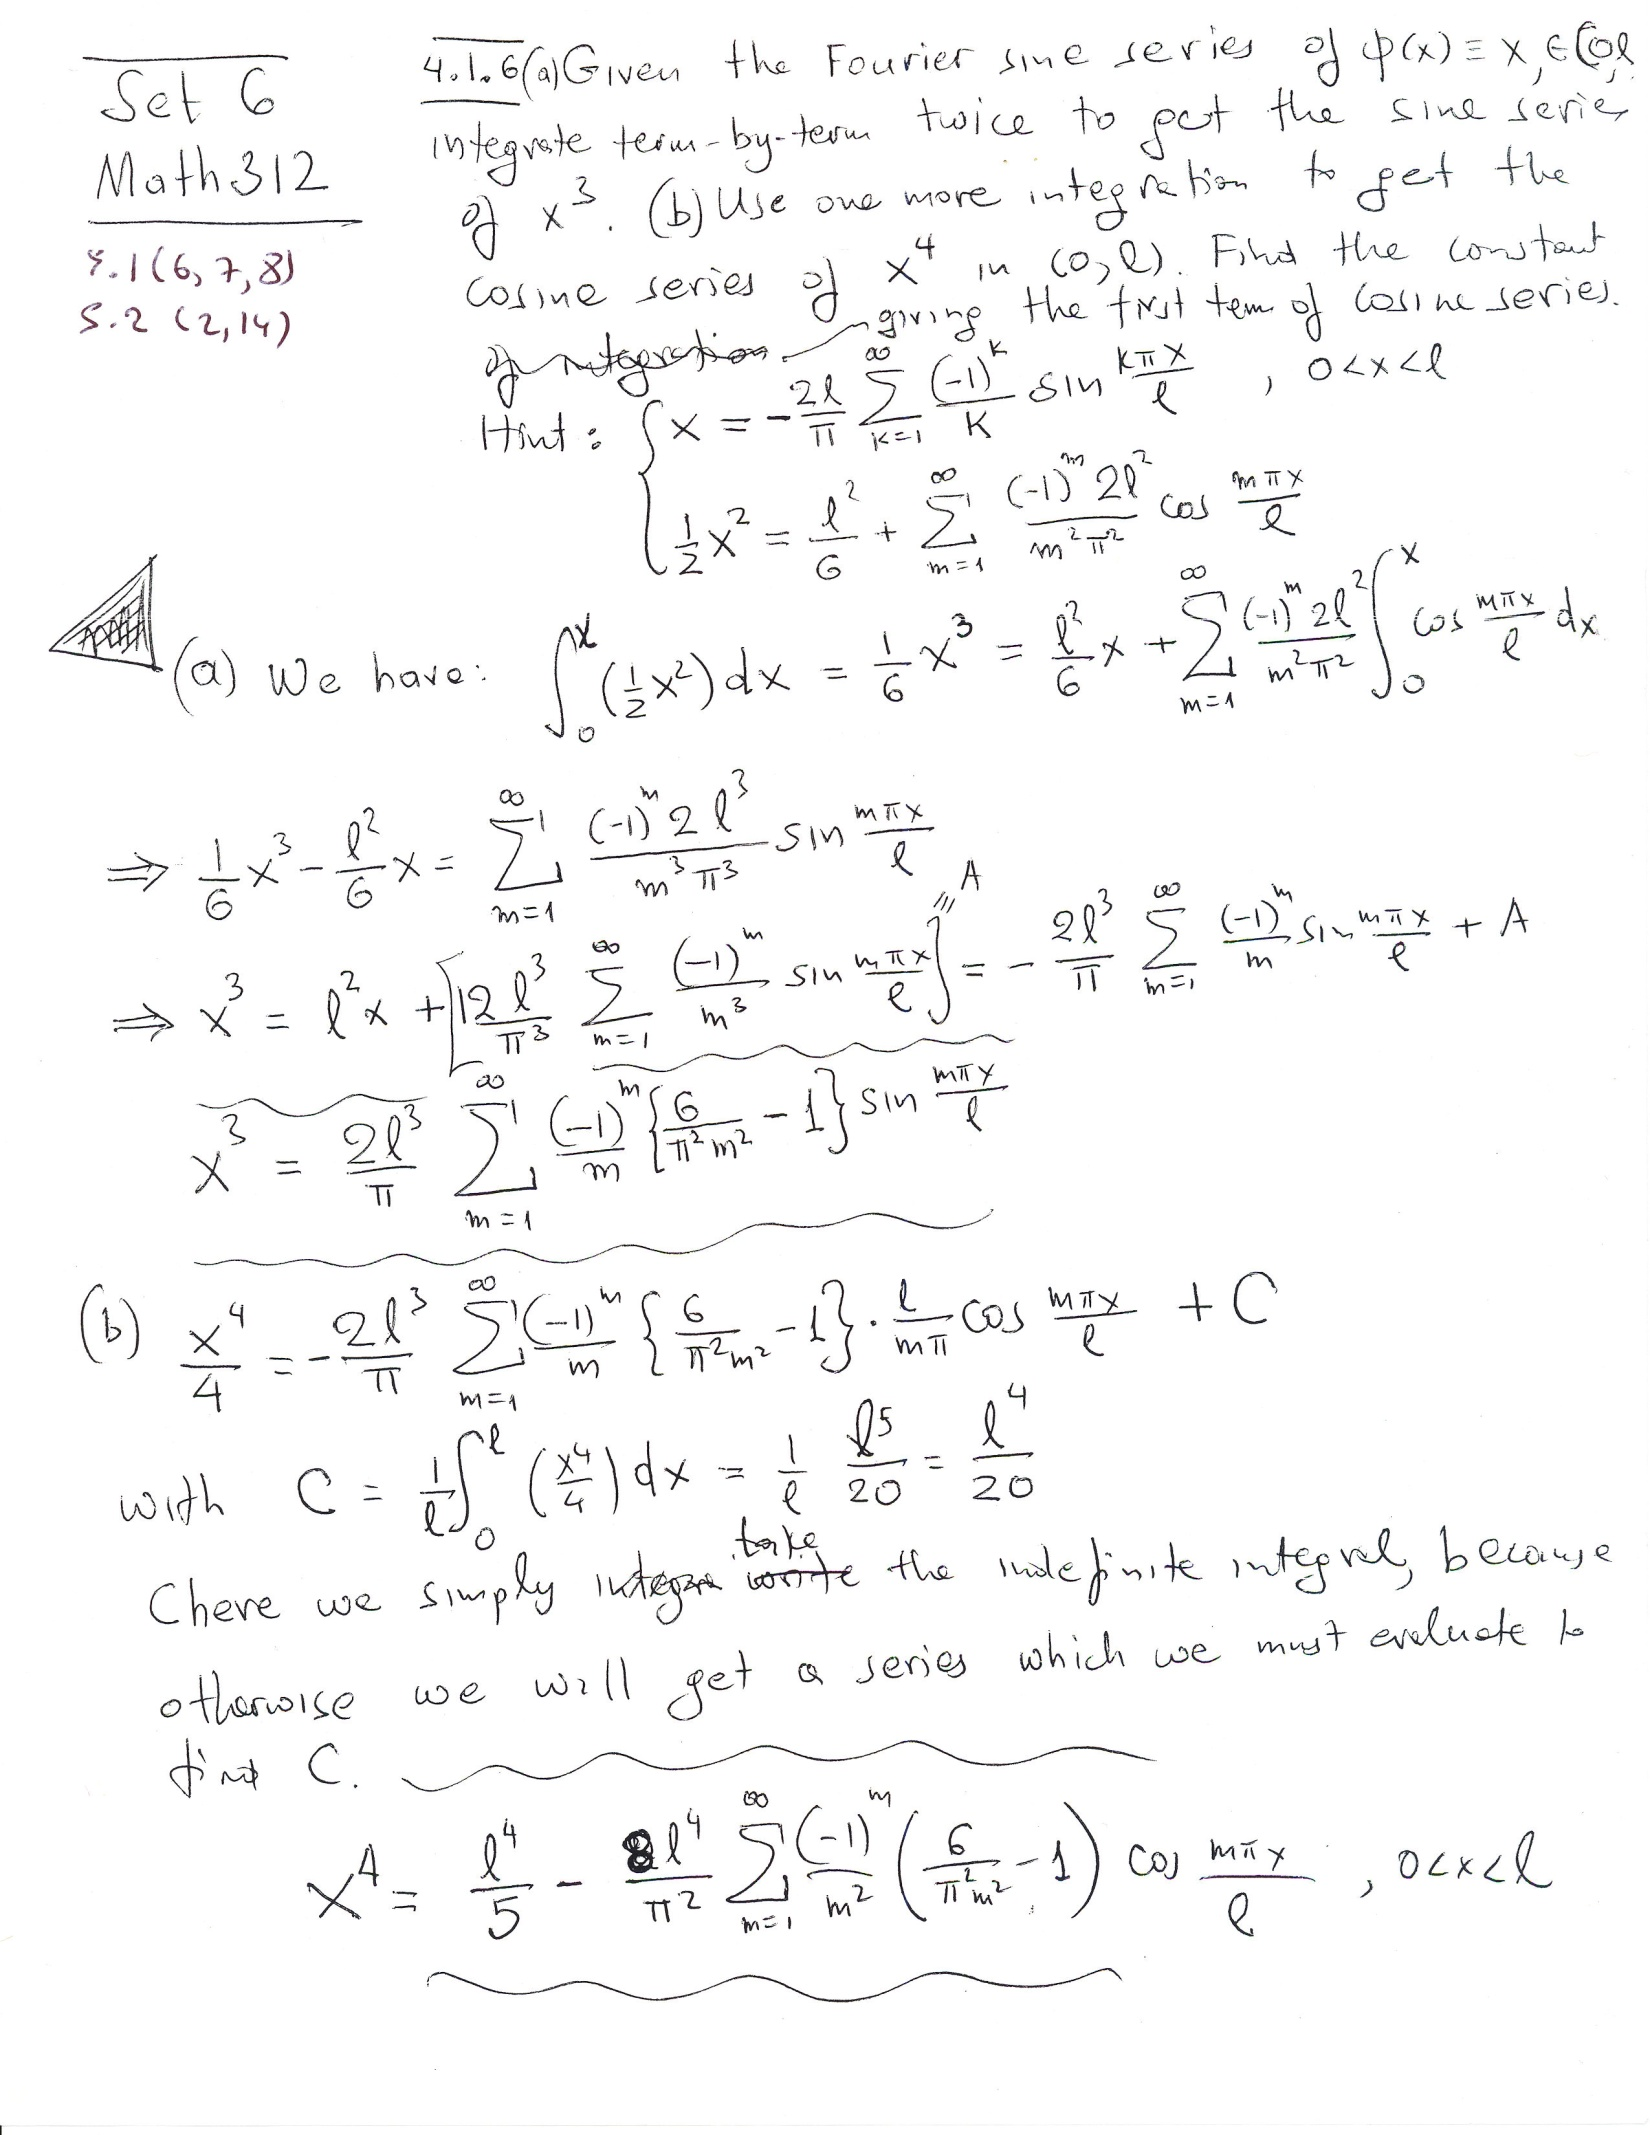 Set 6
Math 312
4.1(6, 7, 8)
5.2 (2, 14)
4.1.6(a) Given the Fourier sine series of φ(x) ≡ x, ∈ (0, l
integrate term-by-term twice to get the sine series
of x³. (b) Use one more integration to get the
cosine series of x⁴ in (0, l). Find the constant
of integration giving the first term of cosine series.
Hint: { x = -2l/π ∑_{k=1}^{∞} (-1)^k/k sin kπx/l , 0<x<l
½x² = l²/6 + ∑_{m=1}^{∞} (-1)^m 2l²/(m²π²) cos mπx/l
(a) We have: ∫_0^x (½x²) dx = 1/6 x³ = l²/6 x + ∑_{m=1}^{∞} (-1)^m 2l²/(m²π²) ∫_0^x cos mπx/l dx
⇒ 1/6 x³ - l²/6 x = ∑_{m=1}^{∞} (-1)^m 2l³/(m³π³) sin mπx/l
⇒ x³ = l²x + [12l³/π³ ∑_{m=1}^{∞} (-1)^m/m³ sin mπx/l] ≡ A = -2l³/π ∑_{m=1}^{∞} (-1)^m/m sin mπx/l + A
x³ = 2l³/π ∑_{m=1}^{∞} (-1)^m/m {6/(π²m²) - 1} sin mπx/l
(b) x⁴/4 = -2l³/π ∑_{m=1}^{∞} (-1)^m/m {6/(π²m²) - 1} · l/(mπ) cos mπx/l + C
with C = 1/l ∫_0^l (x⁴/4) dx = 1/l l⁵/20 = l⁴/20
(here we simply take the indefinite integral, because
otherwise we will get a series which we must evaluate to
find C.
x⁴ = l⁴/5 - 8l⁴/π² ∑_{m=1}^{∞} (-1)^m/m² (6/(π²m²) - 1) cos mπx/l , 0<x<l